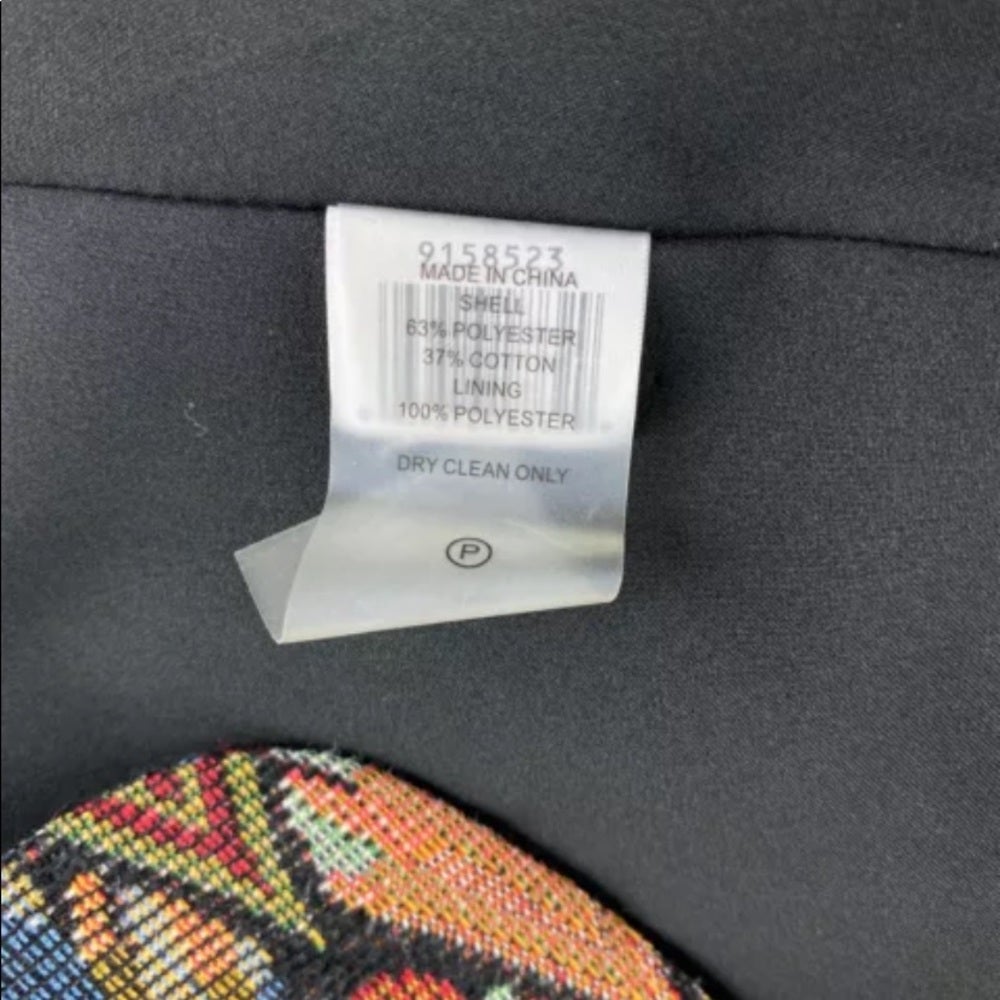 9158523
MADE IN CHINA
SHELL
63% POLYESTER
37% COTTON
LINING
100% POLYESTER
DRY CLEAN ONLY
P